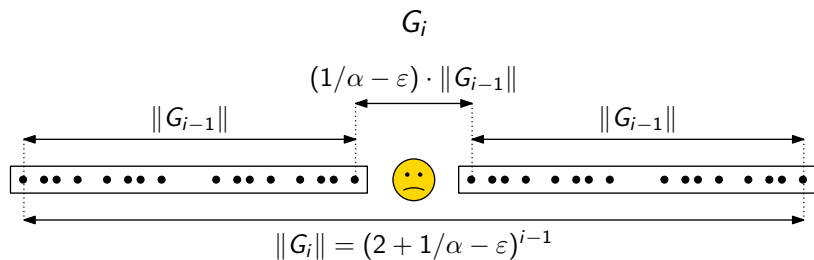 G_i
(1/α − ε) · ∥G_{i−1}∥
∥G_{i−1}∥ ∥G_{i−1}∥
∥G_i∥ = (2 + 1/α − ε)^{i−1}